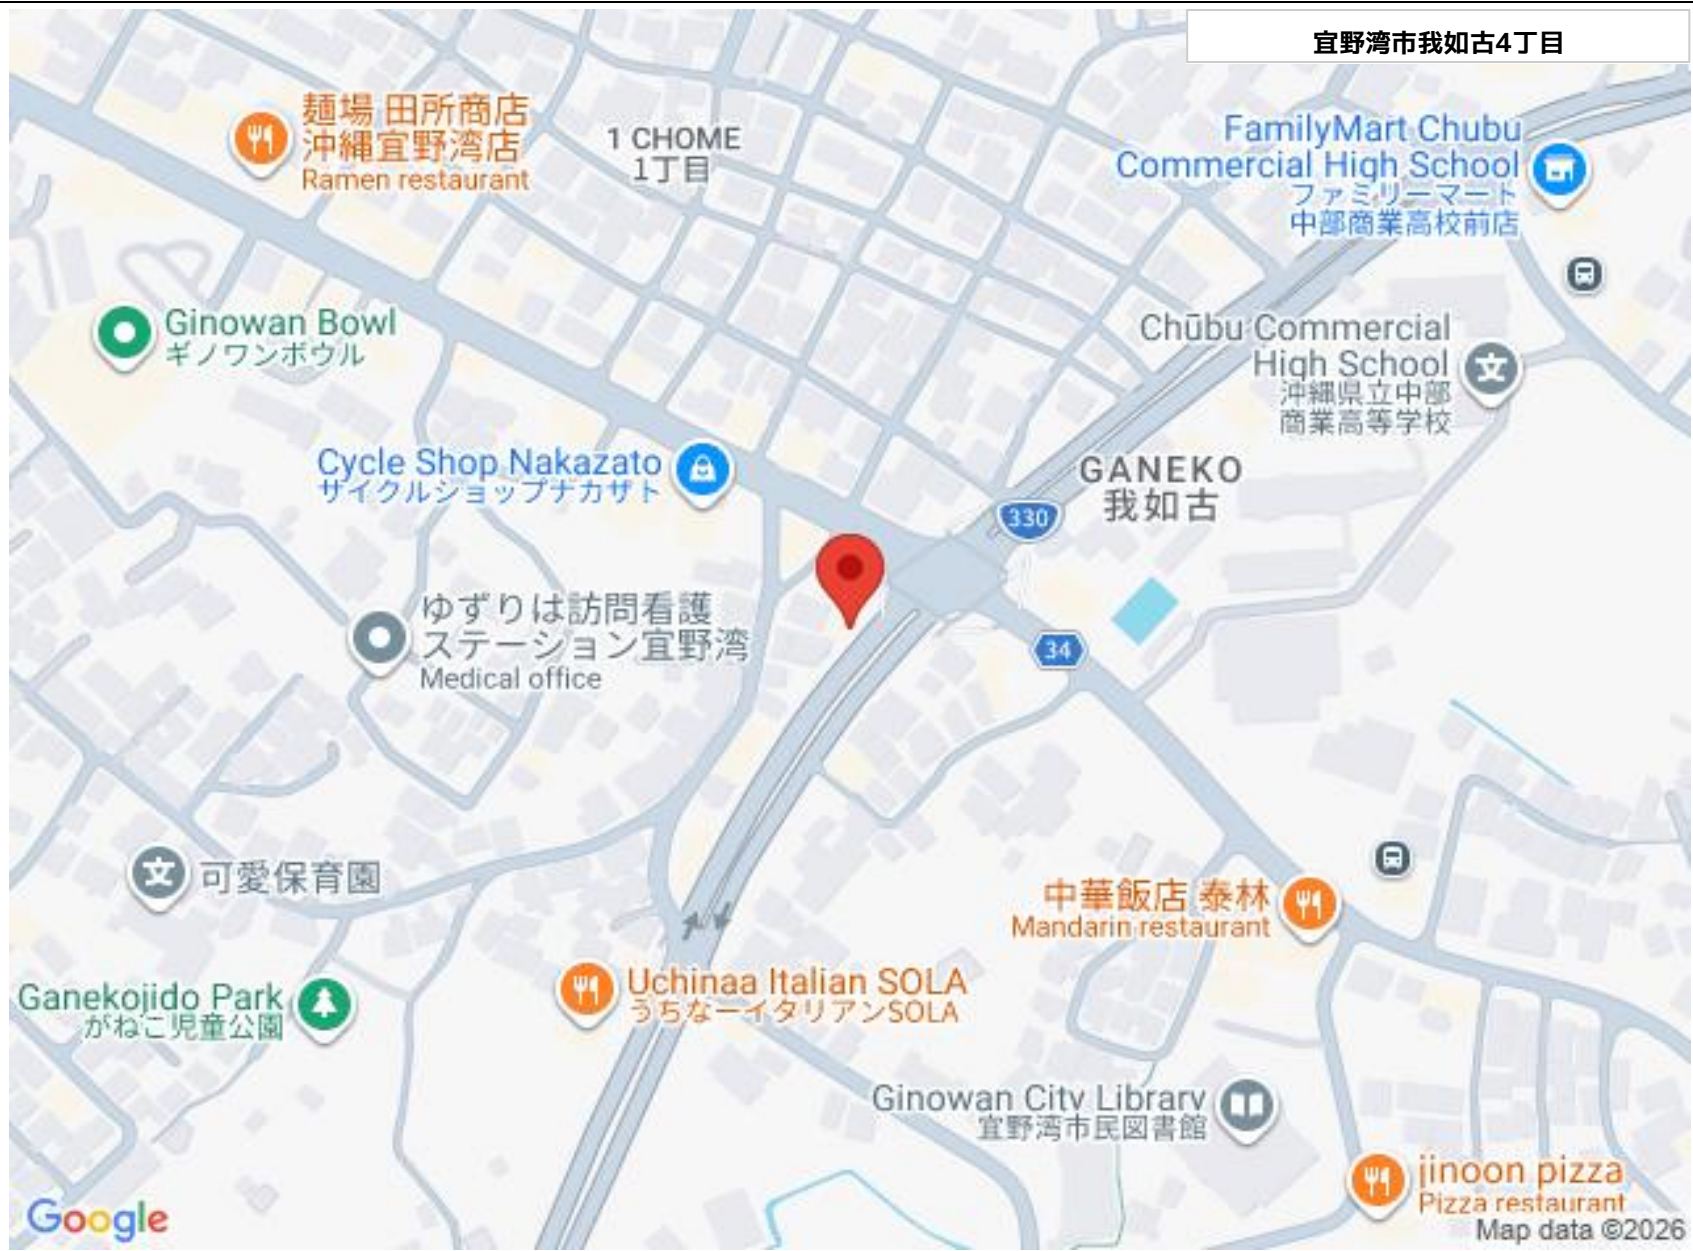 宜野湾市我如古4丁目
麺場 田所商店
沖縄宜野湾店
Ramen restaurant
1 CHOME
1丁目
FamilyMart Chubu
Commercial High School
ファミリーマート
中部商業高校前店
Ginowan Bowl
ギノワンボウル
Chūbu Commercial
High School
沖縄県立中部
商業高等学校
Cycle Shop Nakazato
サイクルショップナカザト
GANEKO
我如古
330
ゆずりは訪問看護
ステーション宜野湾
Medical office
34
可愛保育園
中華飯店 泰林
Mandarin restaurant
Uchinaa Italian SOLA
うちなーイタリアンSOLA
Ganekojido Park
がねこ児童公園
Ginowan City Library
宜野湾市民図書館
jinoon pizza
Pizza restaurant
Google
Map data ©2026